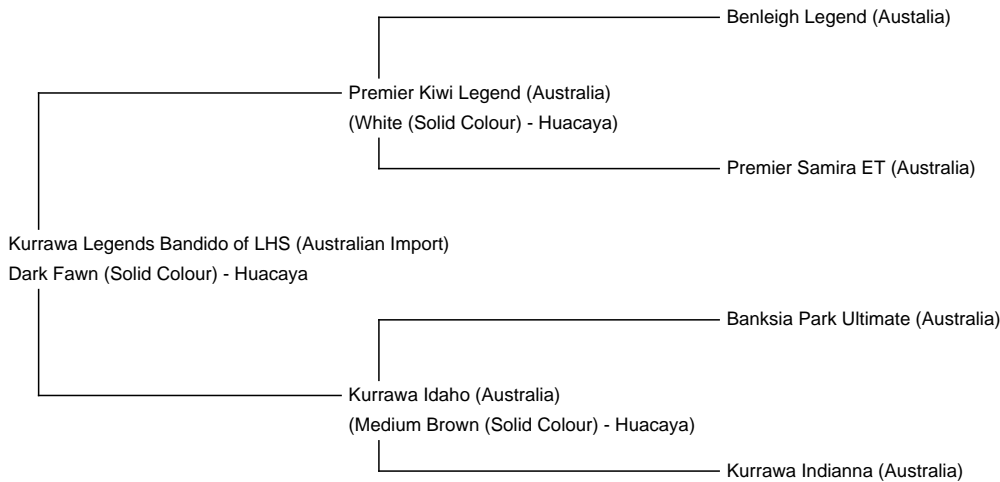 Benleigh Legend (Austalia)
Premier Kiwi Legend (Australia)
(White (Solid Colour) - Huacaya)
Premier Samira ET (Australia)
Kurrawa Legends Bandido of LHS (Australian Import)
Dark Fawn (Solid Colour) - Huacaya
Banksia Park Ultimate (Australia)
Kurrawa Idaho (Australia)
(Medium Brown (Solid Colour) - Huacaya)
Kurrawa Indianna (Australia)